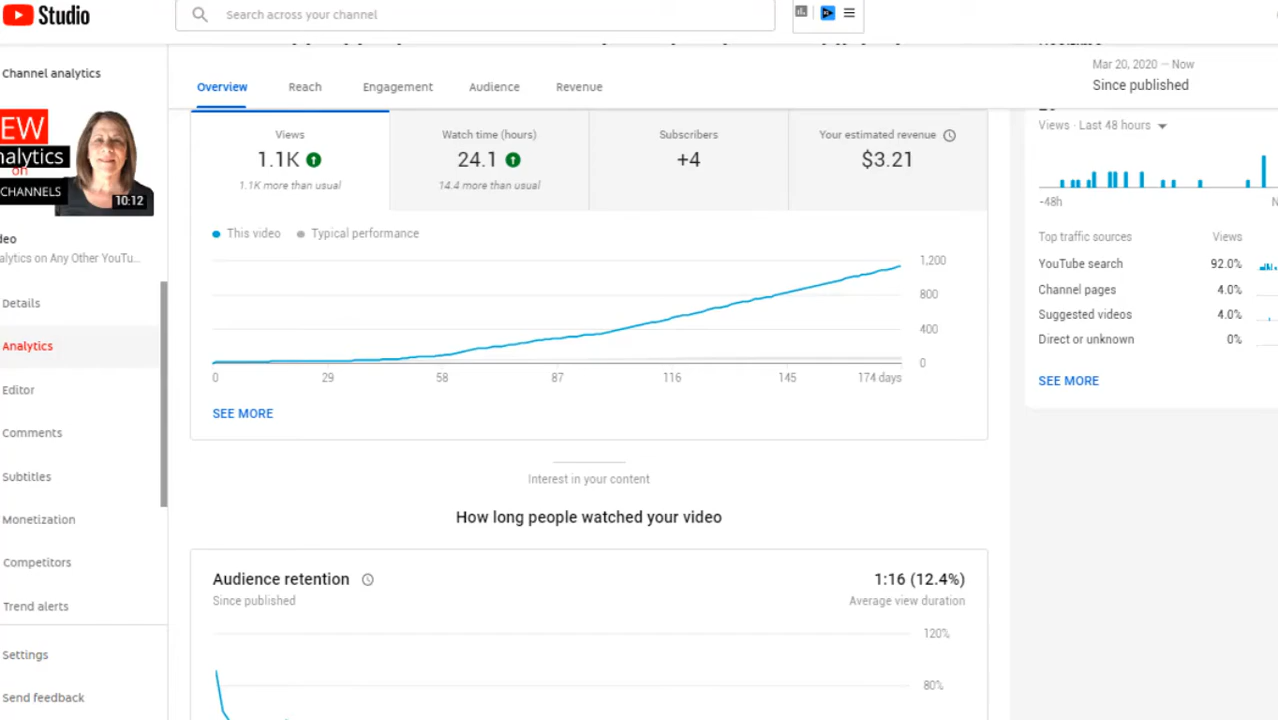 Studio
Search across your channel
Channel analytics
EW
nalytics
on
CHANNELS
10:12
deo
alytics on Any Other YouTu...
Details
Analytics
Editor
Comments
Subtitles
Monetization
Competitors
Trend alerts
Settings
Send feedback
Overview Reach Engagement Audience Revenue
Mar 20, 2020 – Now
Since published
Views Watch time (hours) Subscribers Your estimated revenue
1.1K 24.1 +4 $3.21
1.1K more than usual 14.4 more than usual
This video Typical performance
1,200
800
400
0
0 29 58 87 116 145 174 days
SEE MORE
Interest in your content
How long people watched your video
Audience retention 1:16 (12.4%)
Since published Average view duration
120%
80%
Views · Last 48 hours
-48h N
Top traffic sources Views
YouTube search 92.0%
Channel pages 4.0%
Suggested videos 4.0%
Direct or unknown 0%
SEE MORE